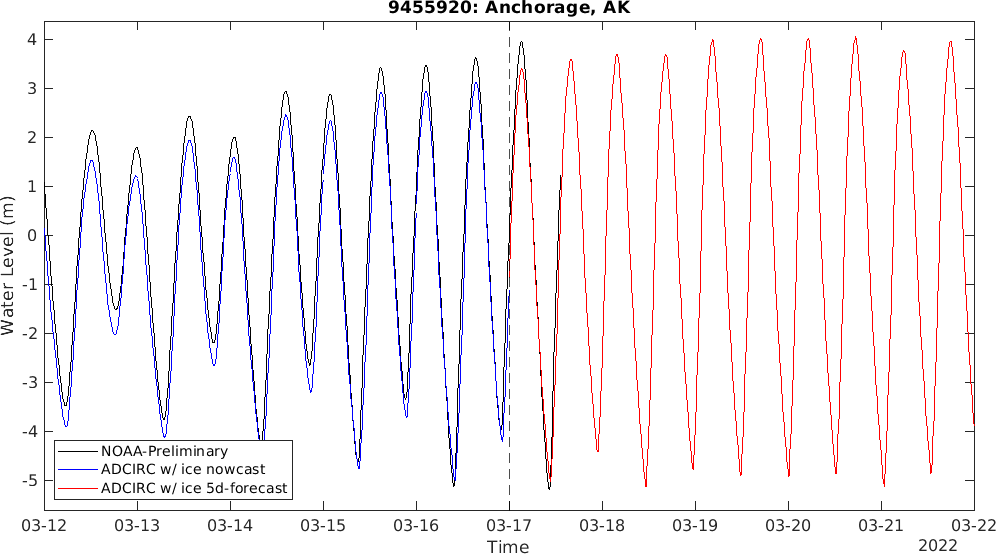 9455920: Anchorage, AK
Water Level (m)
4
3
2
1
0
-1
-2
-3
-4
-5
NOAA-Preliminary
ADCIRC w/ ice nowcast
ADCIRC w/ ice 5d-forecast
03-12 03-13 03-14 03-15 03-16 03-17 03-18 03-19 03-20 03-21 03-22
Time
2022